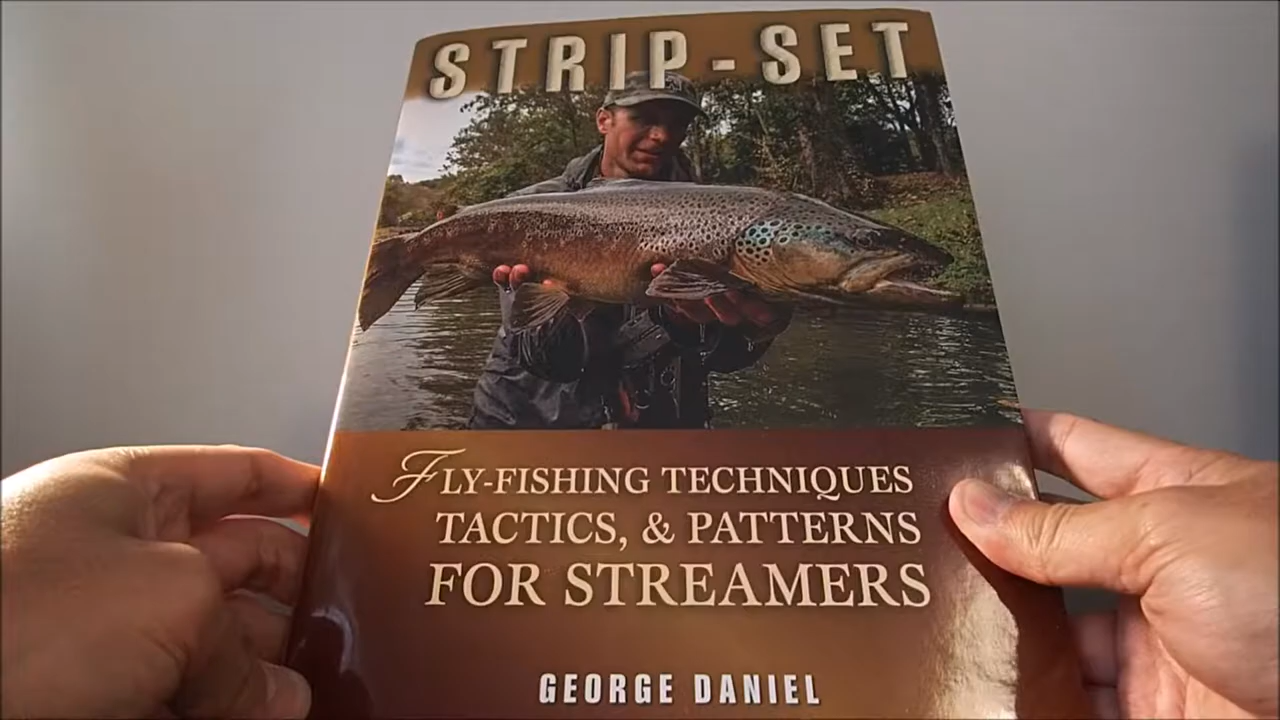 STRIP-SET
FLY-FISHING TECHNIQUES
TACTICS, & PATTERNS
FOR STREAMERS
GEORGE DANIEL